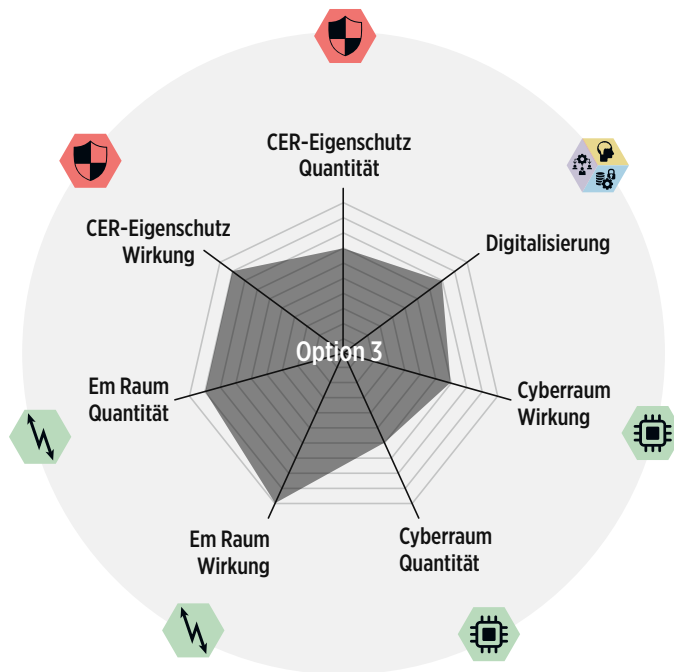 CER-Eigenschutz
Quantität
Digitalisierung
Cyberraum
Wirkung
Cyberraum
Quantität
Em Raum
Wirkung
Em Raum
Quantität
CER-Eigenschutz
Wirkung
Option 3